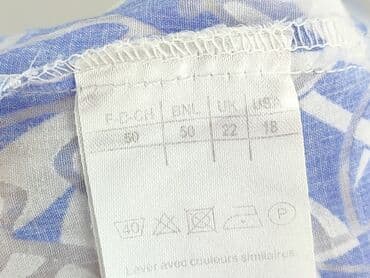 F-D-CH BNL UK USA
50 50 22 18
40 P
Laver avec couleurs similaires